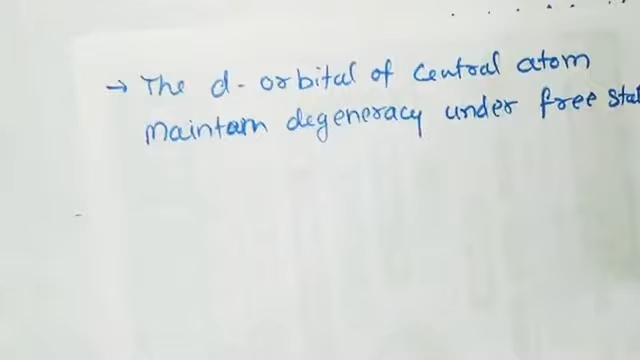 → The d-orbital of central atom
Maintain degeneracy under free